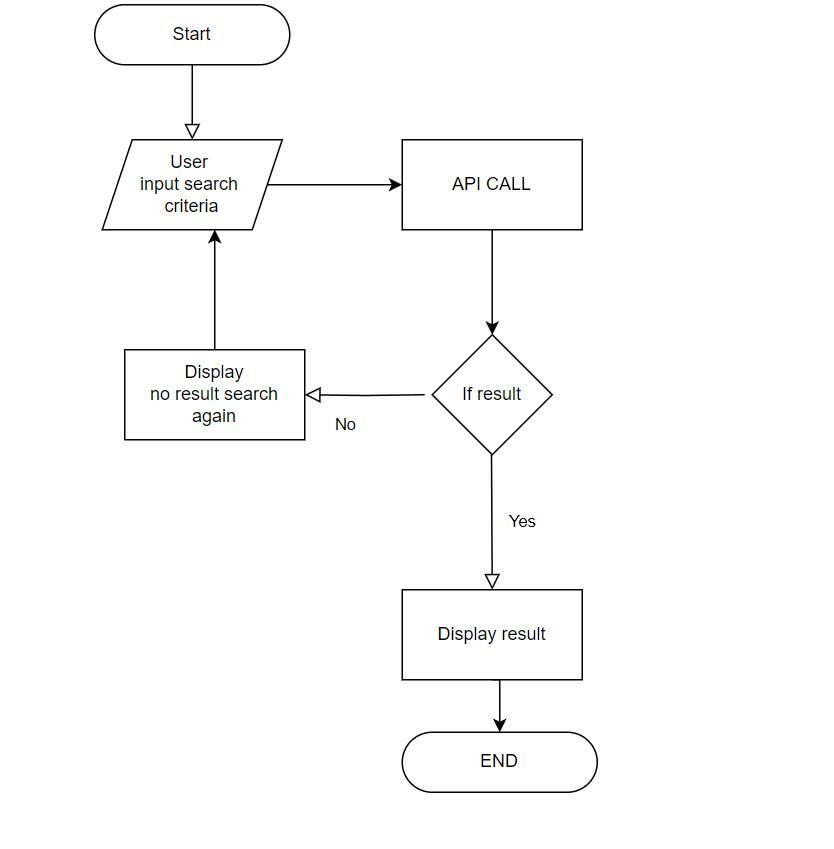 Start
User
input search
criteria
API CALL
Display
no result search
again
If result
No
Yes
Display result
END